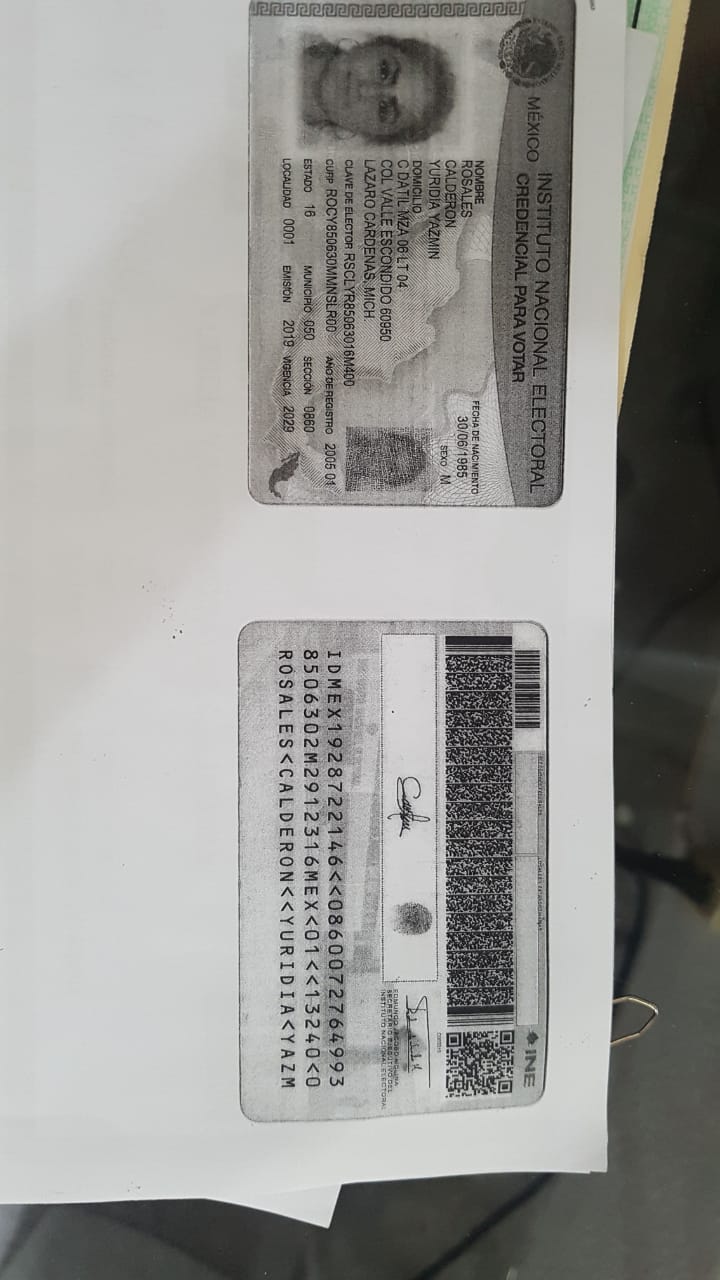 MÉXICO INSTITUTO NACIONAL ELECTORAL
CREDENCIAL PARA VOTAR
NOMBRE
ROSALES
CALDERON
YURIDIA YAZMIN
FECHA DE NACIMIENTO
30/06/1985
SEXO M
DOMICILIO
C DATIL MZA 06 LT 04
COL VALLE ESCONDIDO 60950
LAZARO CARDENAS, MICH.
CLAVE DE ELECTOR RSCLYR85063016M400
CURP ROCY850630MMNSLR00 AÑO DE REGISTRO 2005 01
ESTADO 16 MUNICIPIO 050 SECCIÓN 0860
LOCALIDAD 0001 EMISIÓN 2019 VIGENCIA 2029
INE
EDMUNDO JACOBO MOLINA
SECRETARIO EJECUTIVO DEL
INSTITUTO NACIONAL ELECTORAL
IDMEX1928722146<<0860072764993
8506302M2912316MEX<01<<13240<0
ROSALES<CALDERON<<YURIDIA<YAZM